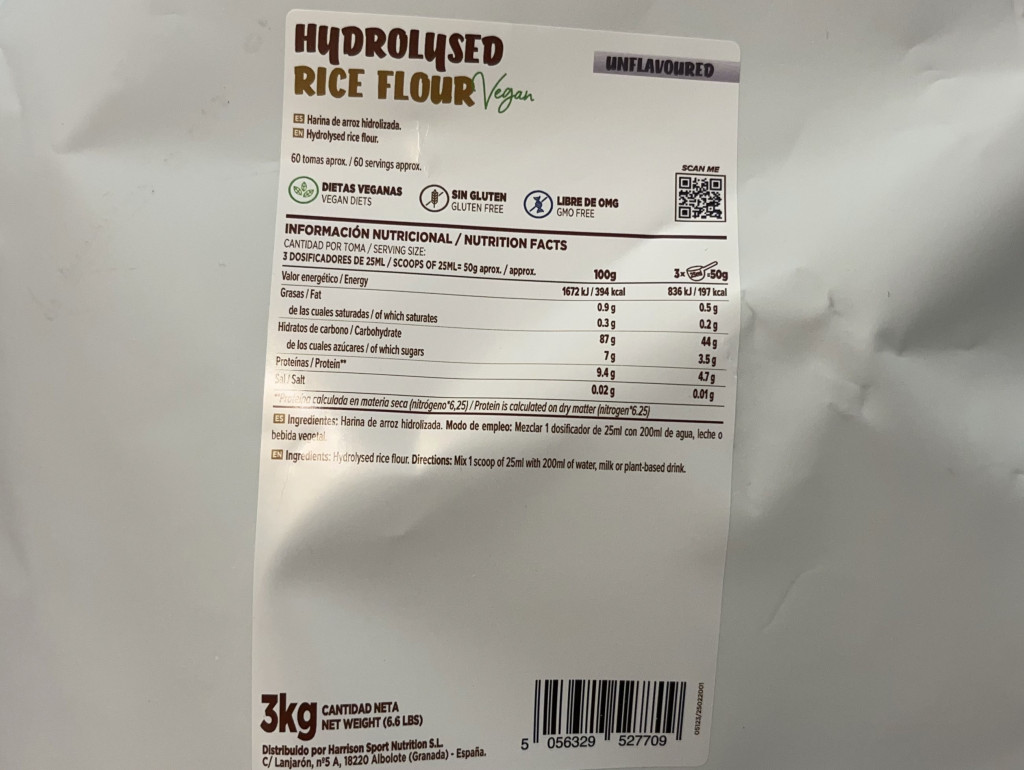 HYDROLYSED
UNFLAVOURED
RICE FLOUR Vegan
ES Harina de arroz hidrolizada.
EN Hydrolysed rice flour.
60 tomas aprox. / 60 servings approx.
SCAN ME
DIETAS VEGANAS
VEGAN DIETS
SIN GLUTEN
GLUTEN FREE
LIBRE DE OMG
GMO FREE
INFORMACIÓN NUTRICIONAL / NUTRITION FACTS
CANTIDAD POR TOMA / SERVING SIZE:
3 DOSIFICADORES DE 25ML / SCOOPS OF 25ML= 50g aprox. / approx. 100g 3x 25ml -50g
Valor energético / Energy 1672 kJ / 394 kcal 836 kJ / 197 kcal
Grasas / Fat 0.9 g 0.5 g
de las cuales saturadas / of which saturates 0.3 g 0.2 g
Hidratos de carbono / Carbohydrate 87 g 44 g
de los cuales azúcares / of which sugars 7 g 3.5 g
Proteínas / Protein** 9.4 g 4.7 g
Sal / Salt 0.02 g 0.01 g
**Proteína calculada en materia seca (nitrógeno*6,25) / Protein is calculated on dry matter (nitrogen*6.25)
ES Ingredientes: Harina de arroz hidrolizada. Modo de empleo: Mezclar 1 dosificador de 25ml con 200ml de agua, leche o
bebida vegetal.
EN Ingredients: Hydrolysed rice flour. Directions: Mix 1 scoop of 25ml with 200ml of water, milk or plant-based drink.
3kg CANTIDAD NETA
NET WEIGHT (6.6 LBS)
Distribuido por Harrison Sport Nutrition S.L.
C/ Lanjarón, nº5 A, 18220 Albolote (Granada) - España.
5 056329 527709
05123/25022001